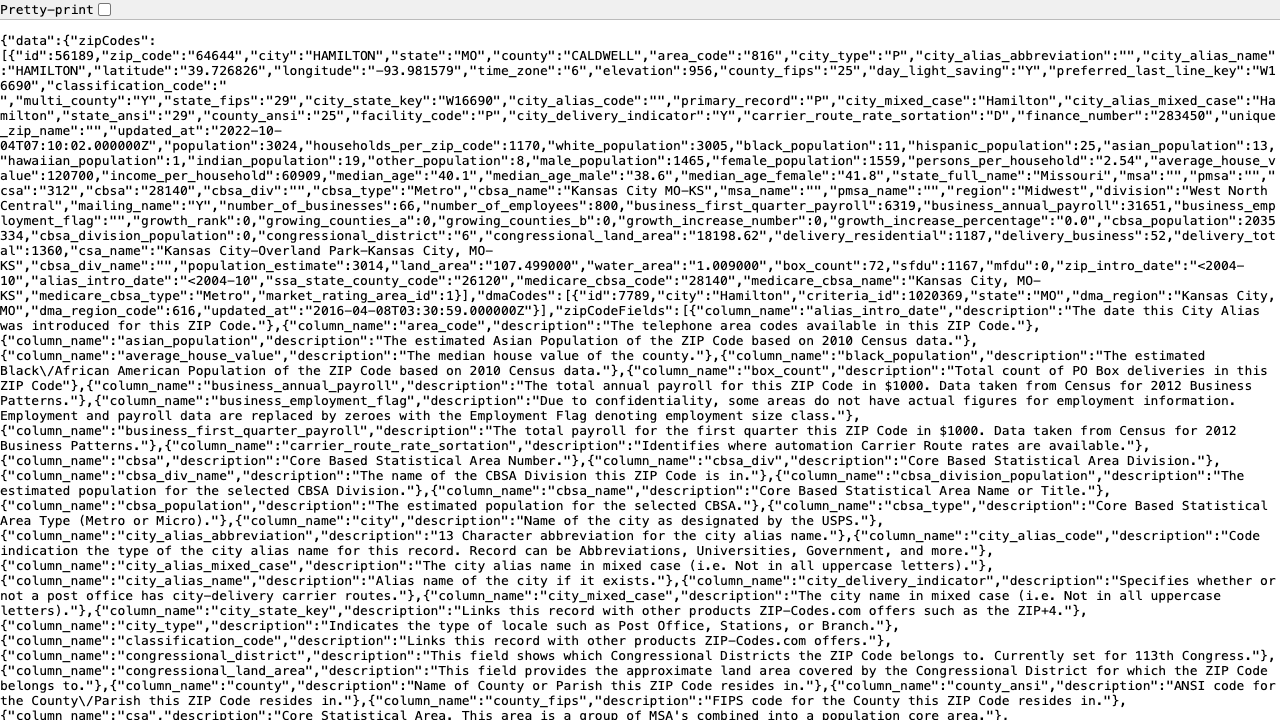 Pretty-print
{"data":{"zipCodes":
[{"id":56189,"zip_code":"64644","city":"HAMILTON","state":"MO","county":"CALDWELL","area_code":"816","city_type":"P","city_alias_abbreviation":"","city_alias_name"
:"HAMILTON","latitude":"39.726826","longitude":"-93.981579","time_zone":"6","elevation":956,"county_fips":"25","day_light_saving":"Y","preferred_last_line_key":"W1
6690","classification_code":"
","multi_county":"Y","state_fips":"29","city_state_key":"W16690","city_alias_code":"","primary_record":"P","city_mixed_case":"Hamilton","city_alias_mixed_case":"Ha
milton","state_ansi":"29","county_ansi":"25","facility_code":"P","city_delivery_indicator":"Y","carrier_route_rate_sortation":"D","finance_number":"283450","unique
_zip_name":"","updated_at":"2022-10-
04T07:10:02.000000Z","population":3024,"households_per_zip_code":1170,"white_population":3005,"black_population":11,"hispanic_population":25,"asian_population":13,
"hawaiian_population":1,"indian_population":19,"other_population":8,"male_population":1465,"female_population":1559,"persons_per_household":"2.54","average_house_v
alue":120700,"income_per_household":60909,"median_age":"40.1","median_age_male":"38.6","median_age_female":"41.8","state_full_name":"Missouri","msa":"","pmsa":"","
csa":"312","cbsa":"28140","cbsa_div":"","cbsa_type":"Metro","cbsa_name":"Kansas City MO-KS","msa_name":"","pmsa_name":"","region":"Midwest","division":"West North
Central","mailing_name":"Y","number_of_businesses":66,"number_of_employees":800,"business_first_quarter_payroll":6319,"business_annual_payroll":31651,"business_emp
loyment_flag":"","growth_rank":0,"growing_counties_a":0,"growing_counties_b":0,"growth_increase_number":0,"growth_increase_percentage":"0.0","cbsa_population":2035
334,"cbsa_division_population":0,"congressional_district":"6","congressional_land_area":"18198.62","delivery_residential":1187,"delivery_business":52,"delivery_tot
al":1360,"csa_name":"Kansas City-Overland Park-Kansas City, MO-
KS","cbsa_div_name":"","population_estimate":3014,"land_area":"107.499000","water_area":"1.009000","box_count":72,"sfdu":1167,"mfdu":0,"zip_intro_date":"<2004-
10","alias_intro_date":"<2004-10","ssa_state_county_code":"26120","medicare_cbsa_code":"28140","medicare_cbsa_name":"Kansas City, MO-
KS","medicare_cbsa_type":"Metro","market_rating_area_id":1}],"dmaCodes":[{"id":7789,"city":"Hamilton","criteria_id":1020369,"state":"MO","dma_region":"Kansas City,
MO","dma_region_code":616,"updated_at":"2016-04-08T03:30:59.000000Z"}],"zipCodeFields":[{"column_name":"alias_intro_date","description":"The date this City Alias
was introduced for this ZIP Code."},{"column_name":"area_code","description":"The telephone area codes available in this ZIP Code."},
{"column_name":"asian_population","description":"The estimated Asian Population of the ZIP Code based on 2010 Census data."},
{"column_name":"average_house_value","description":"The median house value of the county."},{"column_name":"black_population","description":"The estimated
Black\/African American Population of the ZIP Code based on 2010 Census data."},{"column_name":"box_count","description":"Total count of PO Box deliveries in this
ZIP Code"},{"column_name":"business_annual_payroll","description":"The total annual payroll for this ZIP Code in $1000. Data taken from Census for 2012 Business
Patterns."},{"column_name":"business_employment_flag","description":"Due to confidentiality, some areas do not have actual figures for employment information.
Employment and payroll data are replaced by zeroes with the Employment Flag denoting employment size class."},
{"column_name":"business_first_quarter_payroll","description":"The total payroll for the first quarter this ZIP Code in $1000. Data taken from Census for 2012
Business Patterns."},{"column_name":"carrier_route_rate_sortation","description":"Identifies where automation Carrier Route rates are available."},
{"column_name":"cbsa","description":"Core Based Statistical Area Number."},{"column_name":"cbsa_div","description":"Core Based Statistical Area Division."},
{"column_name":"cbsa_div_name","description":"The name of the CBSA Division this ZIP Code is in."},{"column_name":"cbsa_division_population","description":"The
estimated population for the selected CBSA Division."},{"column_name":"cbsa_name","description":"Core Based Statistical Area Name or Title."},
{"column_name":"cbsa_population","description":"The estimated population for the selected CBSA."},{"column_name":"cbsa_type","description":"Core Based Statistical
Area Type (Metro or Micro)."},{"column_name":"city","description":"Name of the city as designated by the USPS."},
{"column_name":"city_alias_abbreviation","description":"13 Character abbreviation for the city alias name."},{"column_name":"city_alias_code","description":"Code
indication the type of the city alias name for this record. Record can be Abbreviations, Universities, Government, and more."},
{"column_name":"city_alias_mixed_case","description":"The city alias name in mixed case (i.e. Not in all uppercase letters)."},
{"column_name":"city_alias_name","description":"Alias name of the city if it exists."},{"column_name":"city_delivery_indicator","description":"Specifies whether or
not a post office has city-delivery carrier routes."},{"column_name":"city_mixed_case","description":"The city name in mixed case (i.e. Not in all uppercase
letters)."},{"column_name":"city_state_key","description":"Links this record with other products ZIP-Codes.com offers such as the ZIP+4."},
{"column_name":"city_type","description":"Indicates the type of locale such as Post Office, Stations, or Branch."},
{"column_name":"classification_code","description":"Links this record with other products ZIP-Codes.com offers."},
{"column_name":"congressional_district","description":"This field shows which Congressional Districts the ZIP Code belongs to. Currently set for 113th Congress."},
{"column_name":"congressional_land_area","description":"This field provides the approximate land area covered by the Congressional District for which the ZIP Code
belongs to."},{"column_name":"county","description":"Name of County or Parish this ZIP Code resides in."},{"column_name":"county_ansi","description":"ANSI code for
the County\/Parish this ZIP Code resides in."},{"column_name":"county_fips","description":"FIPS code for the County this ZIP Code resides in."},
{"column_name":"csa","description":"Core Statistical Area. This area is a group of MSA's combined into a population core area."},